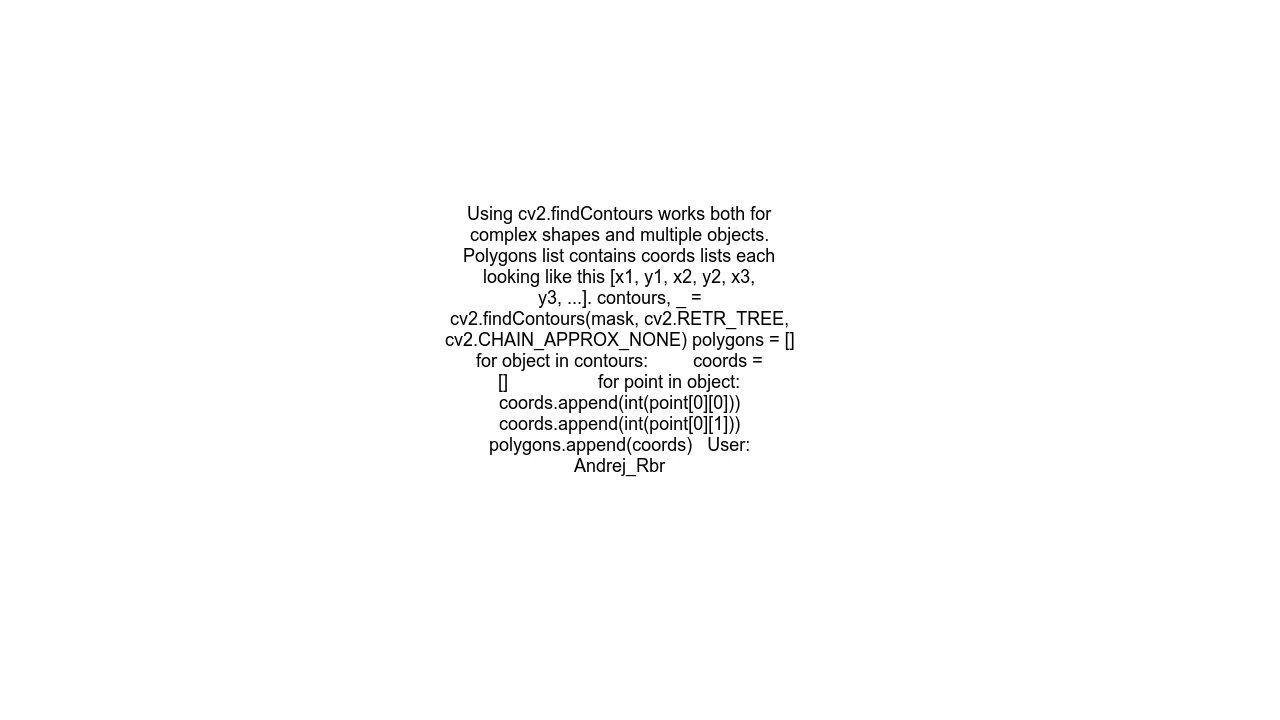 Using cv2.findContours works both for
complex shapes and multiple objects.
Polygons list contains coords lists each
looking like this [x1, y1, x2, y2, x3,
y3, ...]. contours, _ =
cv2.findContours(mask, cv2.RETR_TREE,
cv2.CHAIN_APPROX_NONE) polygons = []
for object in contours:         coords =
[]                  for point in object:
coords.append(int(point[0][0]))
coords.append(int(point[0][1]))
polygons.append(coords)   User:
Andrej_Rbr